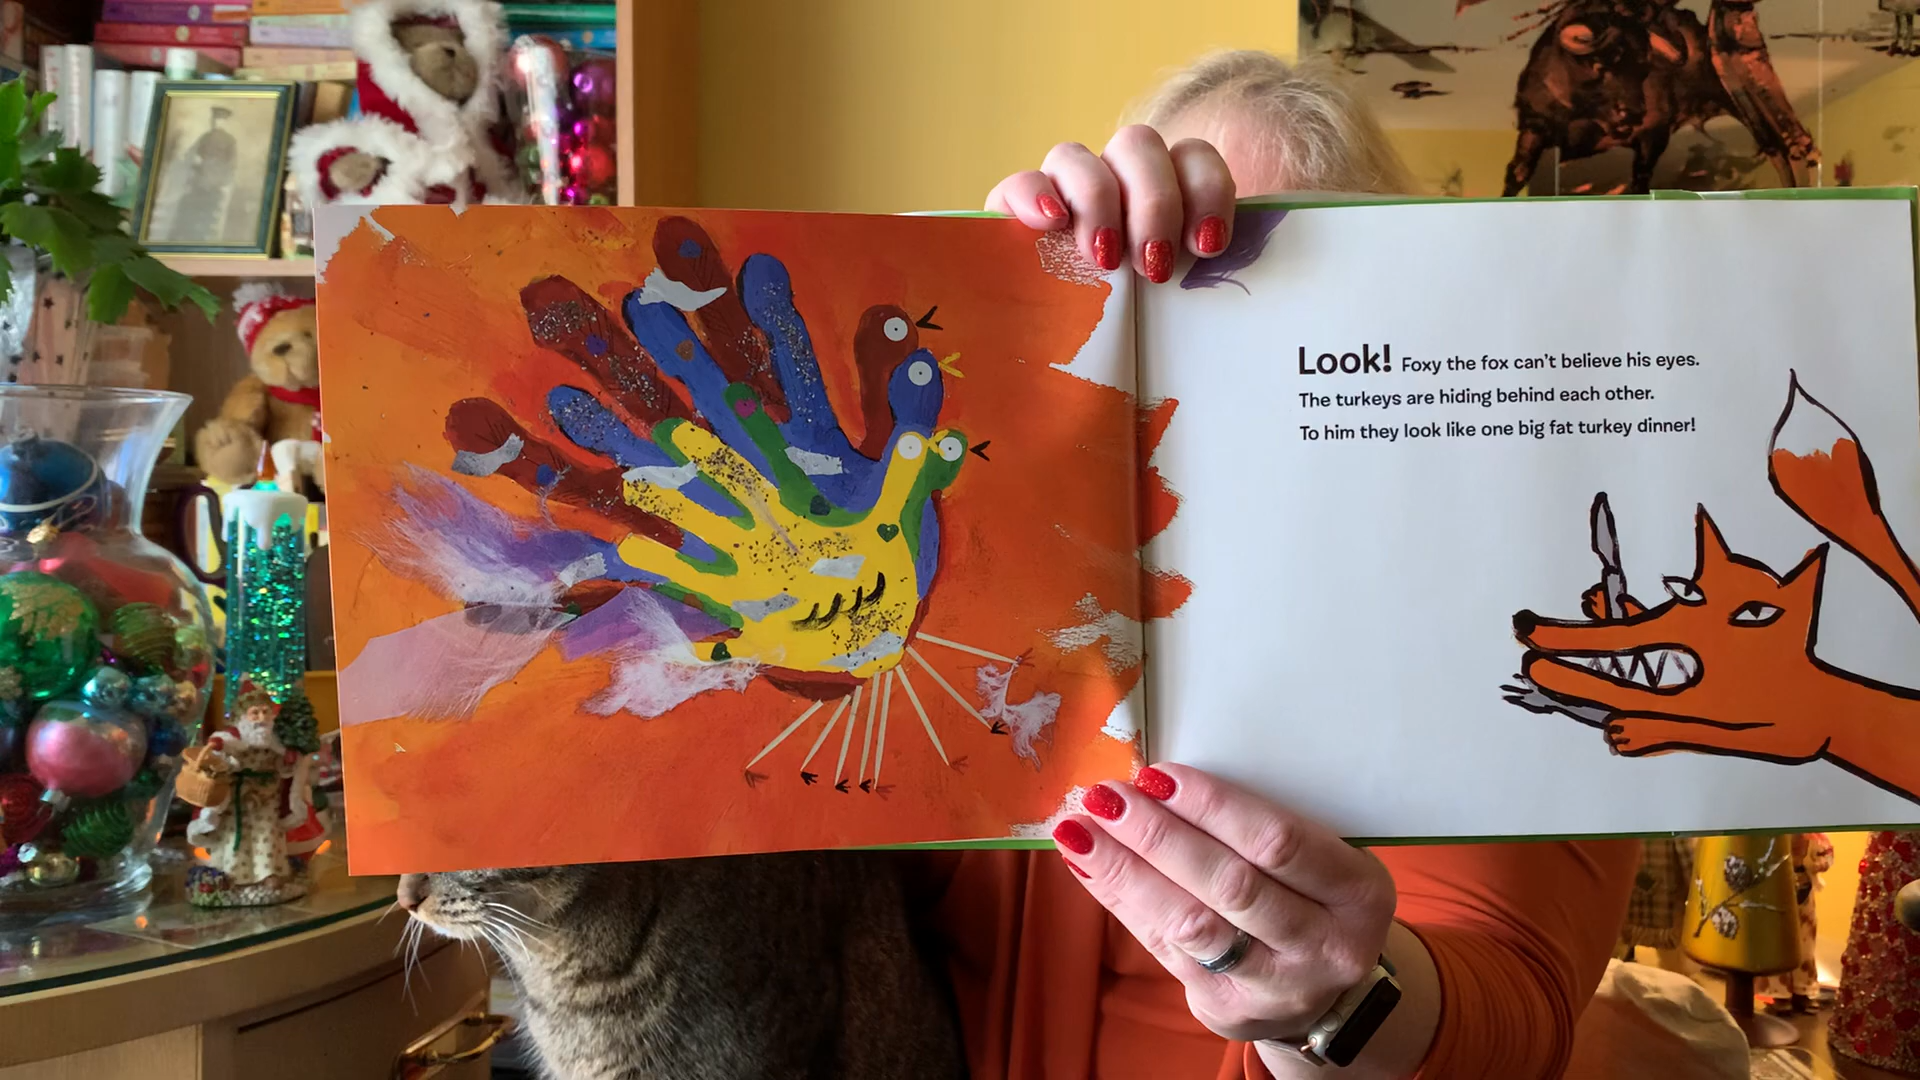 Look! Foxy the fox can't believe his eyes.
The turkeys are hiding behind each other.
To him they look like one big fat turkey dinner!